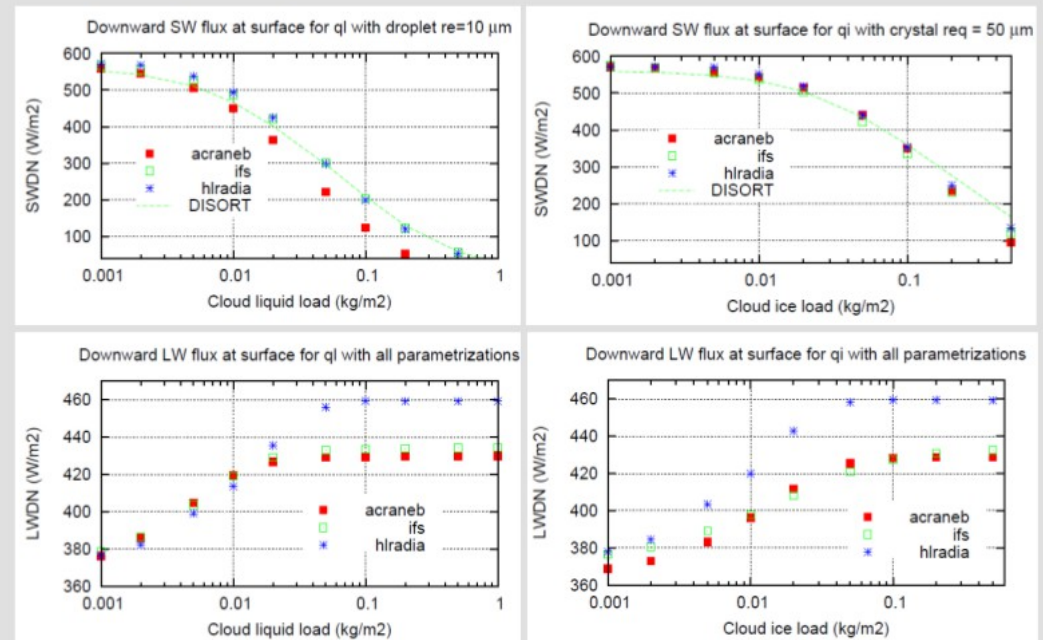 Downward SW flux at surface for ql with droplet re=10 μm
600
500
400
300
200
100
SWDN (W/m2)
acraneb
ifs
hlradia
DISORT
0.001 0.01 0.1 1
Cloud liquid load (kg/m2)
Downward SW flux at surface for qi with crystal req = 50 μm
600
500
400
300
200
100
SWDN (W/m2)
acraneb
ifs
hlradia
DISORT
0.001 0.01 0.1
Cloud ice load (kg/m2)
Downward LW flux at surface for ql with all parametrizations
460
440
420
400
380
360
LWDN (W/m2)
acraneb
ifs
hlradia
0.001 0.01 0.1 1
Cloud liquid load (kg/m2)
Downward LW flux at surface for qi with all parametrizations
460
440
420
400
380
360
LWDN (W/m2)
acraneb
ifs
hlradia
0.001 0.01 0.1
Cloud ice load (kg/m2)